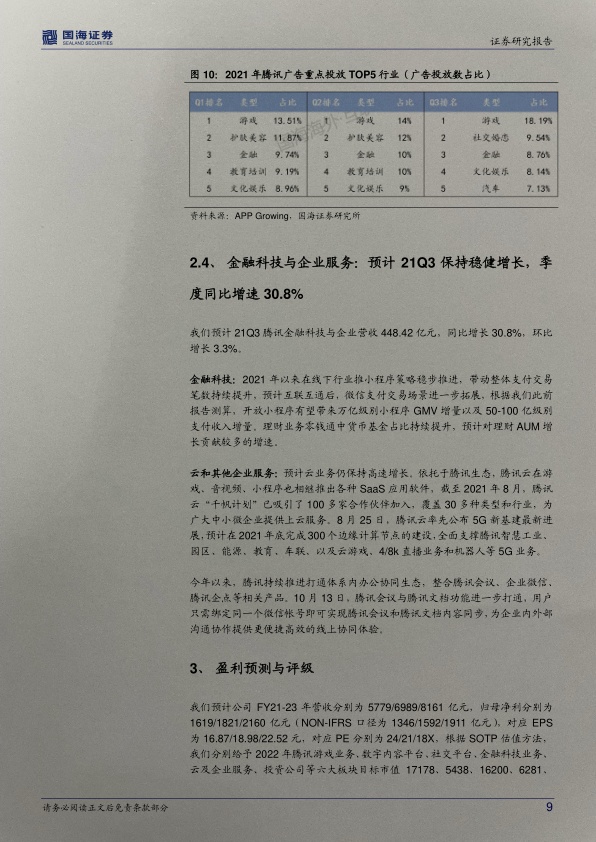 国海证券
SEALAND SECURITIES
证券研究报告
图 10：2021 年腾讯广告重点投放 TOP5 行业（广告投放数占比）
Q1排名 类型 占比 Q2排名 类型 占比 Q3排名 类型 占比
1 游戏 13.51% 1 游戏 14% 1 游戏 18.19%
2 护肤美容 11.87% 2 护肤美容 12% 2 社交婚恋 9.54%
3 金融 9.74% 3 金融 10% 3 金融 8.76%
4 教育培训 9.19% 4 教育培训 10% 4 文化娱乐 8.14%
5 文化娱乐 8.96% 5 文化娱乐 9% 5 汽车 7.13%
资料来源：APP Growing，国海证券研究所
2.4、 金融科技与企业服务：预计 21Q3 保持稳健增长，季
度同比增速 30.8%
我们预计 21Q3 腾讯金融科技与企业营收 448.42 亿元，同比增长 30.8%，环比
增长 3.3%。
金融科技：2021 年以来在线下行业推小程序策略稳步推进，带动整体支付交易
笔数持续提升，预计互联互通后，微信支付交易场景进一步拓展，根据我们此前
报告测算，开放小程序有望带来万亿级别小程序 GMV 增量以及 50-100 亿级别
支付收入增量。理财业务零钱通中货币基金占比持续提升，预计对理财 AUM 增
长贡献较多的增速。
云和其他企业服务：预计云业务仍保持高速增长。依托于腾讯生态，腾讯云在游
戏、音视频、小程序也相继推出各种 SaaS 应用软件，截至 2021 年 8 月，腾讯
云“千帆计划”已吸引了 100 多家合作伙伴加入，覆盖 30 多种类型和行业，为
广大中小微企业提供上云服务。8 月 25 日，腾讯云率先公布 5G 新基建最新进
展，预计在 2021 年底完成 300 个边缘计算节点的建设，全面支撑腾讯智慧工业、
园区、能源、教育、车联、以及云游戏、4/8k 直播业务和机器人等 5G 业务。
今年以来，腾讯持续推进打通体系内办公协同生态，整合腾讯会议、企业微信、
腾讯企点等相关产品。10 月 13 日，腾讯会议与腾讯文档功能进一步打通，用户
只需绑定同一个微信帐号即可实现腾讯会议和腾讯文档内容同步，为企业内外部
沟通协作提供更便捷高效的线上协同体验。
3、 盈利预测与评级
我们预计公司 FY21-23 年营收分别为 5779/6989/8161 亿元，归母净利分别为
1619/1821/2160 亿元（NON-IFRS 口径为 1346/1592/1911 亿元），对应 EPS
为 16.87/18.98/22.52 元，对应 PE 分别为 24/21/18X，根据 SOTP 估值方法，
我们分别给予 2022 年腾讯游戏业务、数字内容平台、社交平台、金融科技业务、
云及企业服务、投资公司等六大板块目标市值 17178、5438、16200、6281、
请务必阅读正文后免责条款部分
9